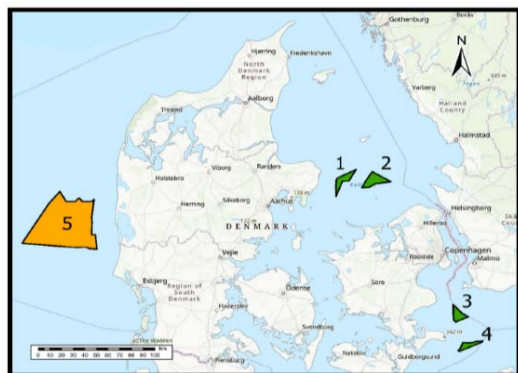 Gothenburg
Borås
N
Hjørring
Frederikshavn
North
Denmark
Region
Aalborg
Thisted
Varberg
Halland
County
Halmstad
1
2
Viborg
Randers
Holstebro
Herning
Silkeborg
Aarhus
5
DENMARK
Helsingborg
Hillerød
Copenhagen
Roskilde
Malmö
Vejle
Esbjerg
Region of
South
Denmark
Odense
Sorø
Haderslev
Svendborg
3
4
Nakskov
Guldborgsund
Flensburg
0 10 20 30 40 50 60 70 80 90 100